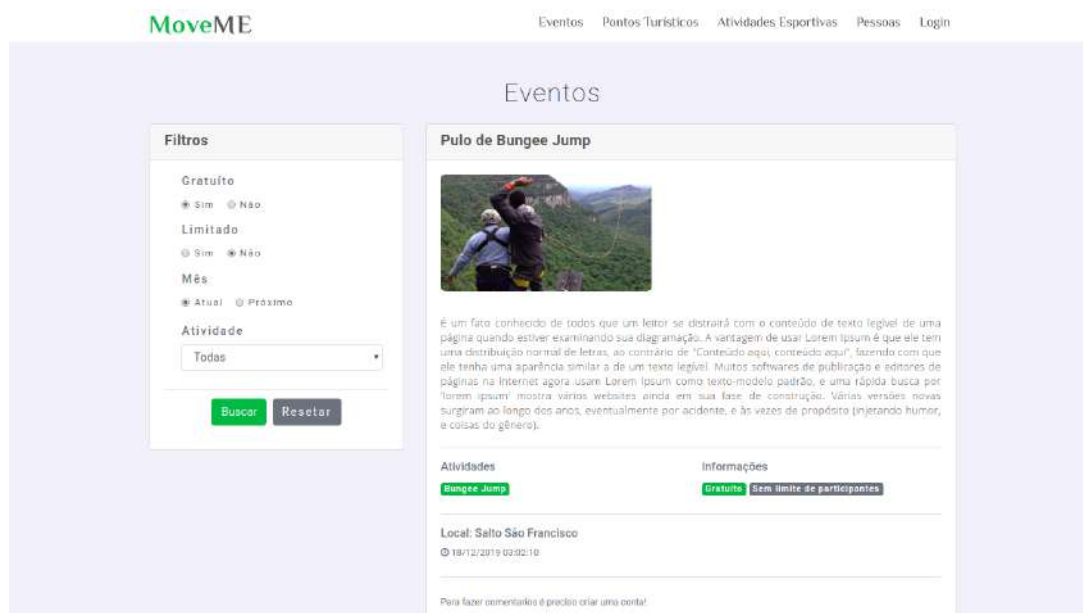 MoveME
Eventos Pontos Turísticos Atividades Esportivas Pessoas Login
Eventos
Filtros
Gratuíto
Sim Não
Limitado
Sim Não
Mês
Atual Próximo
Atividade
Todas
Buscar Resetar
Pulo de Bungee Jump
É um fato conhecido de todos que um leitor se distrairá com o conteúdo de texto legível de uma
página quando estiver examinando sua diagramação. A vantagem de usar Lorem Ipsum é que ele tem
uma distribuição normal de letras, ao contrário de "Conteúdo aqui, conteúdo aqui", fazendo com que
ele tenha uma aparência similar a de um texto legível. Muitos softwares de publicação e editores de
páginas na internet agora usam Lorem Ipsum como texto-modelo padrão, e uma rápida busca por
'lorem ipsum' mostra vários websites ainda em sua fase de construção. Várias versões novas
surgiram ao longo dos anos, eventualmente por acidente, e às vezes de propósito (injetando humor,
e coisas do gênero).
Atividades Informações
Bungee Jump Gratuíto Sem limite de participantes
Local: Salto São Francisco
18/12/2019 03:02:10
Para fazer comentarios é preciso criar uma conta!